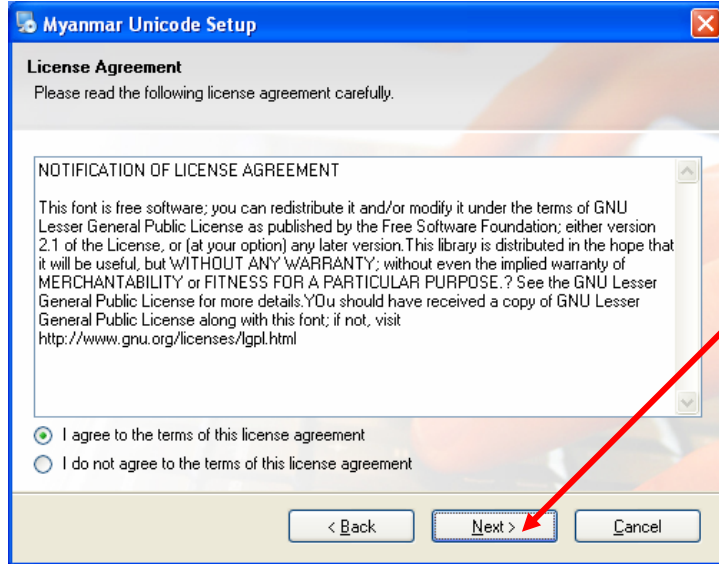 Myanmar Unicode Setup
License Agreement
Please read the following license agreement carefully.
NOTIFICATION OF LICENSE AGREEMENT
This font is free software; you can redistribute it and/or modify it under the terms of GNU
Lesser General Public License as published by the Free Software Foundation; either version
2.1 of the License, or (at your option) any later version.This library is distributed in the hope that
it will be useful, but WITHOUT ANY WARRANTY; without even the implied warranty of
MERCHANTABILITY or FITNESS FOR A PARTICULAR PURPOSE.? See the GNU Lesser
General Public License for more details.YOu should have received a copy of GNU Lesser
General Public License along with this font; if not, visit
http://www.gnu.org/licenses/lgpl.html
I agree to the terms of this license agreement
I do not agree to the terms of this license agreement
< Back Next > Cancel